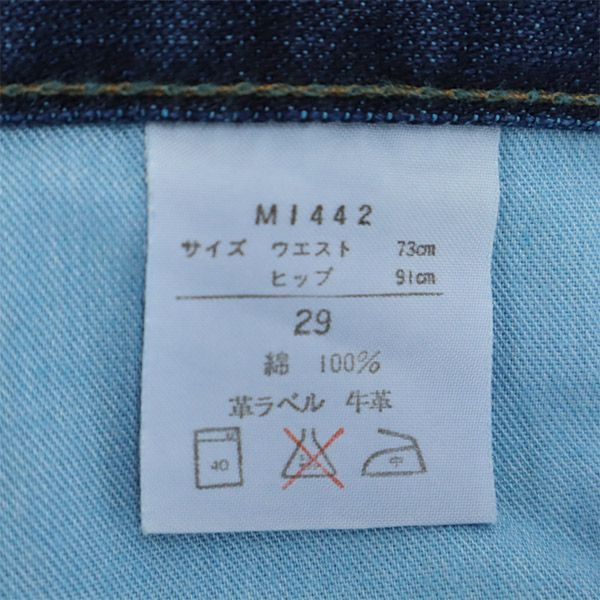 M1442
サイズ ウエスト 73cm
ヒップ 91cm
29
綿 100%
革ラベル 牛革
40 中